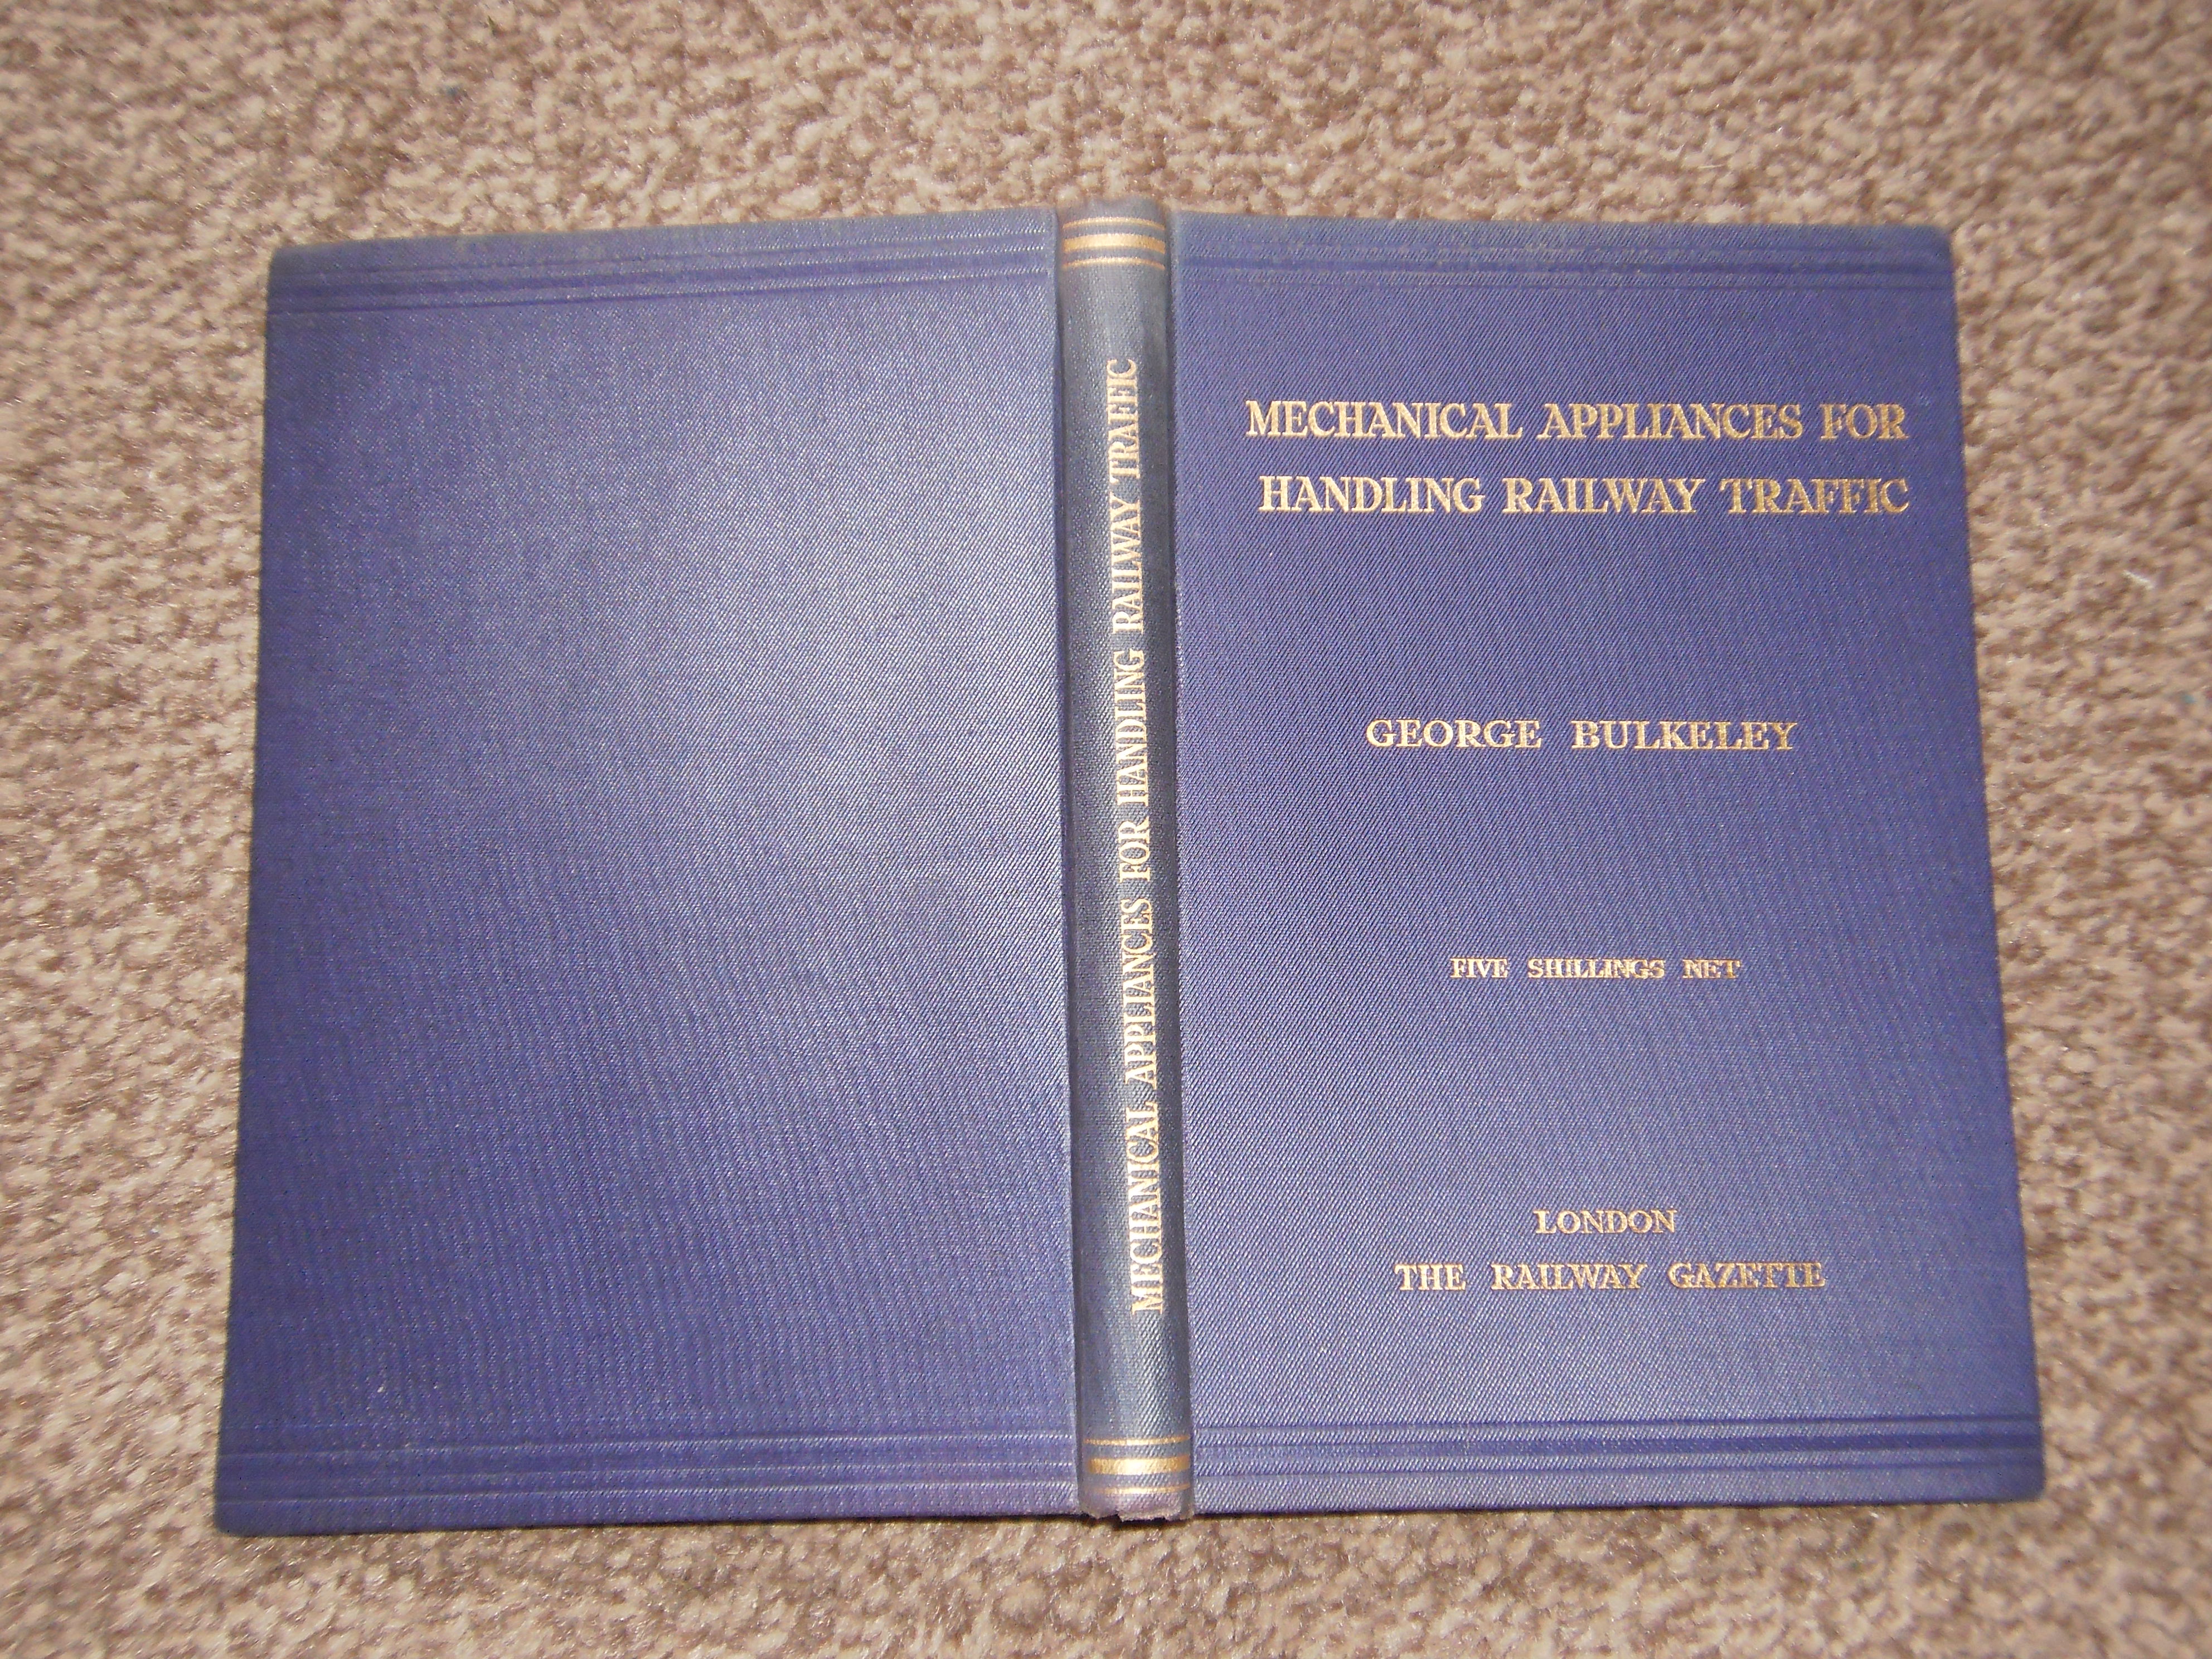 MECHANICAL APPLIANCES FOR HANDLING RAILWAY TRAFFIC
MECHANICAL APPLIANCES FOR
HANDLING RAILWAY TRAFFIC
GEORGE BULKELEY
FIVE SHILLINGS NET
LONDON
THE RAILWAY GAZETTE